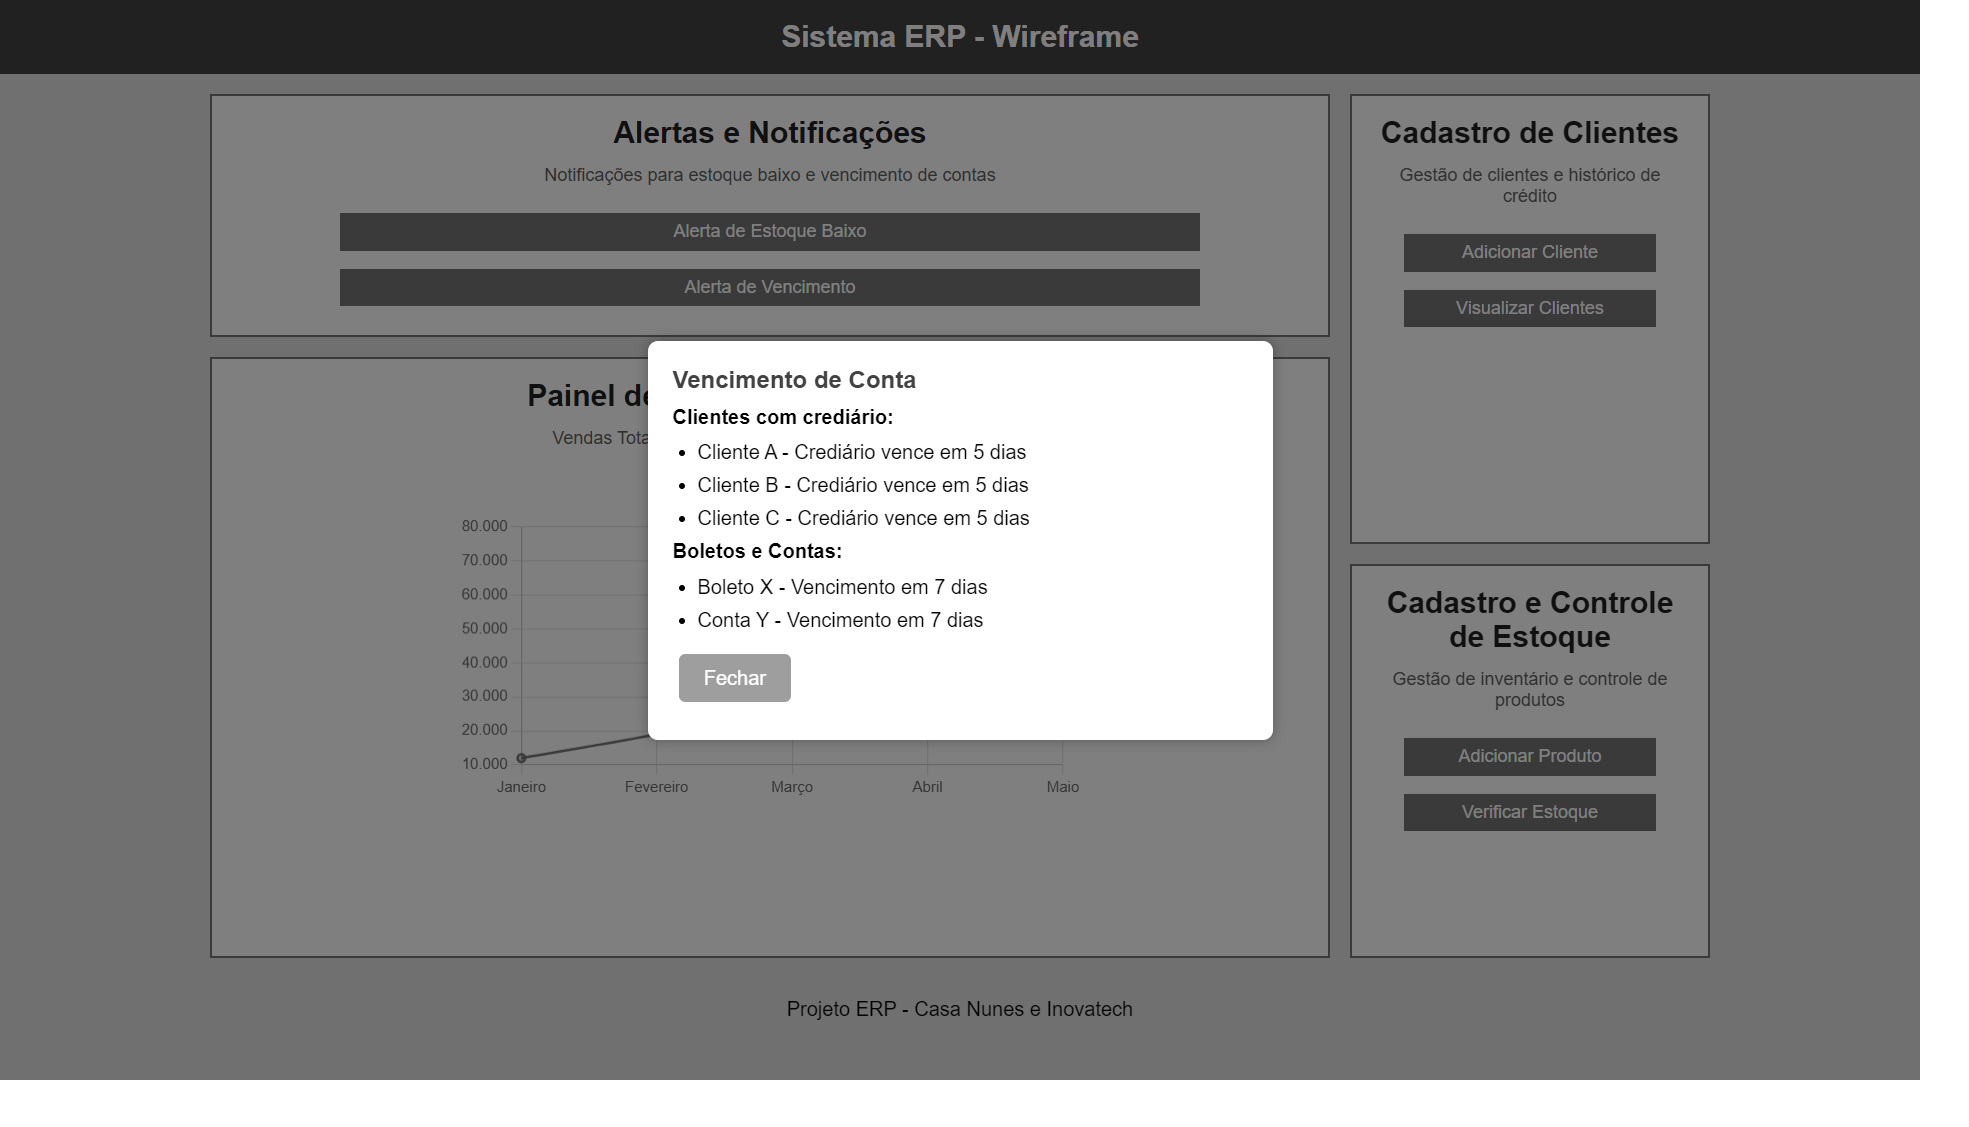 Sistema ERP - Wireframe
Alertas e Notificações
Notificações para estoque baixo e vencimento de contas
Alerta de Estoque Baixo
Alerta de Vencimento
Cadastro de Clientes
Gestão de clientes e histórico de
crédito
Adicionar Cliente
Visualizar Clientes
Painel
Vendas
Vencimento de Conta
Clientes com crediário:
Cliente A - Crediário vence em 5 dias
Cliente B - Crediário vence em 5 dias
Cliente C - Crediário vence em 5 dias
Boletos e Contas:
Boleto X - Vencimento em 7 dias
Conta Y - Vencimento em 7 dias
Fechar
80.000
70.000
60.000
50.000
40.000
30.000
20.000
10.000
Janeiro
Fevereiro
Março
Abril
Maio
Cadastro e Controle
de Estoque
Gestão de inventário e controle de
produtos
Adicionar Produto
Verificar Estoque
Projeto ERP - Casa Nunes e Inovatech